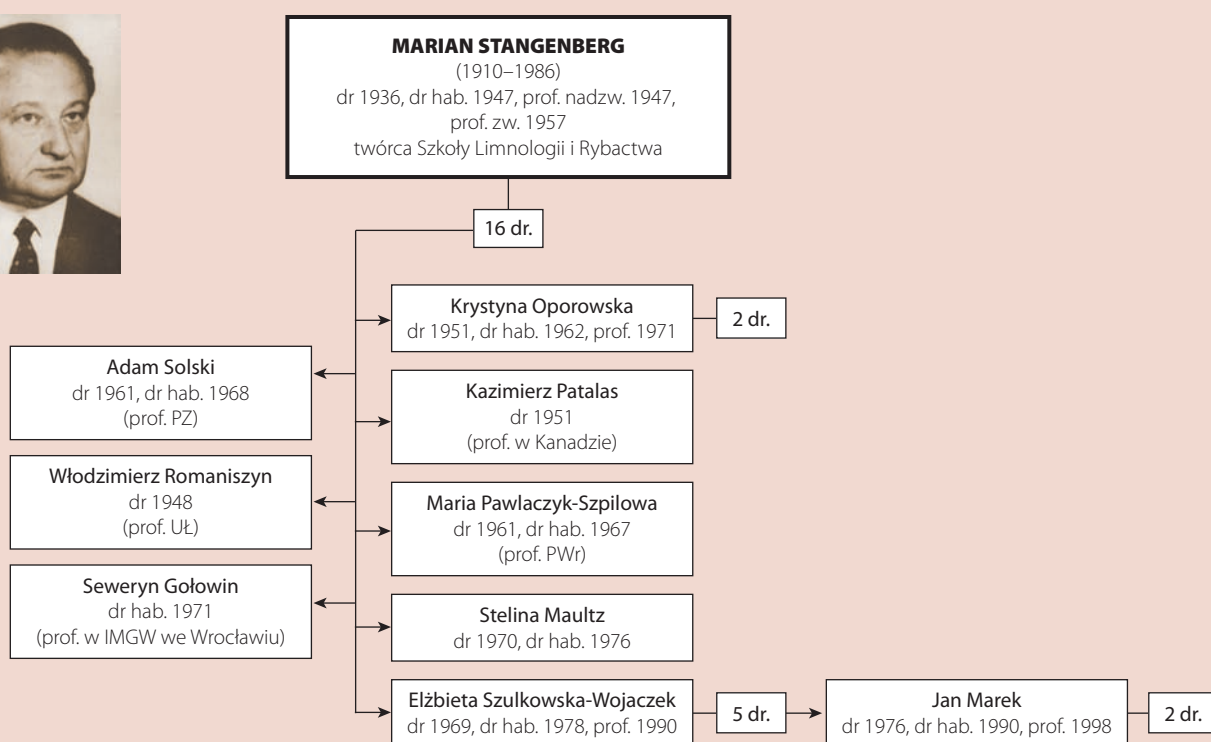 MARIAN STANGENBERG
(1910–1986)
dr 1936, dr hab. 1947, prof. nadzw. 1947,
prof. zw. 1957
twórca Szkoły Limnologii i Rybactwa
16 dr.
Krystyna Oporowska
dr 1951, dr hab. 1962, prof. 1971
2 dr.
Adam Solski
dr 1961, dr hab. 1968
(prof. PZ)
Kazimierz Patalas
dr 1951
(prof. w Kanadzie)
Włodzimierz Romaniszyn
dr 1948
(prof. UŁ)
Maria Pawlaczyk-Szpilowa
dr 1961, dr hab. 1967
(prof. PWr)
Seweryn Gołowin
dr hab. 1971
(prof. w IMGW we Wrocławiu)
Stelina Maultz
dr 1970, dr hab. 1976
Elżbieta Szulkowska-Wojaczek
dr 1969, dr hab. 1978, prof. 1990
5 dr.
Jan Marek
dr 1976, dr hab. 1990, prof. 1998
2 dr.